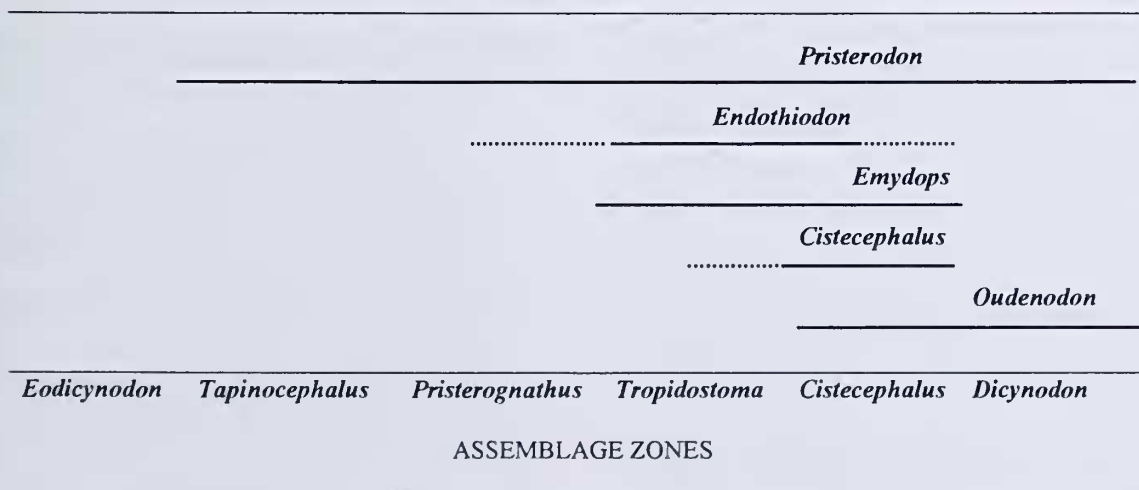 Pristerodon
Endothiodon
Emydops
Cistecephalus
Oudenodon
Eodicynodon Tapinocephalus Pristerognathus Tropidostoma Cistecephalus Dicynodon
ASSEMBLAGE ZONES